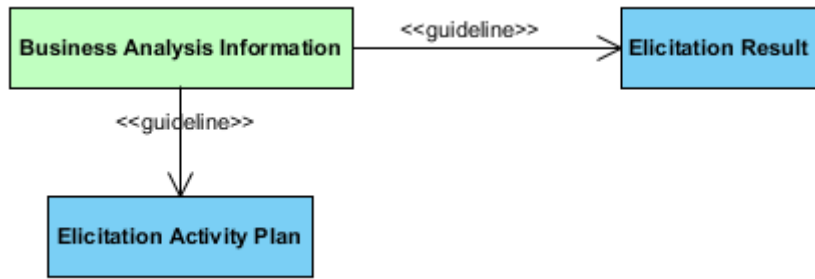 <<guideline>>
Business Analysis Information
Elicitation Result
<<guideline>>
Elicitation Activity Plan